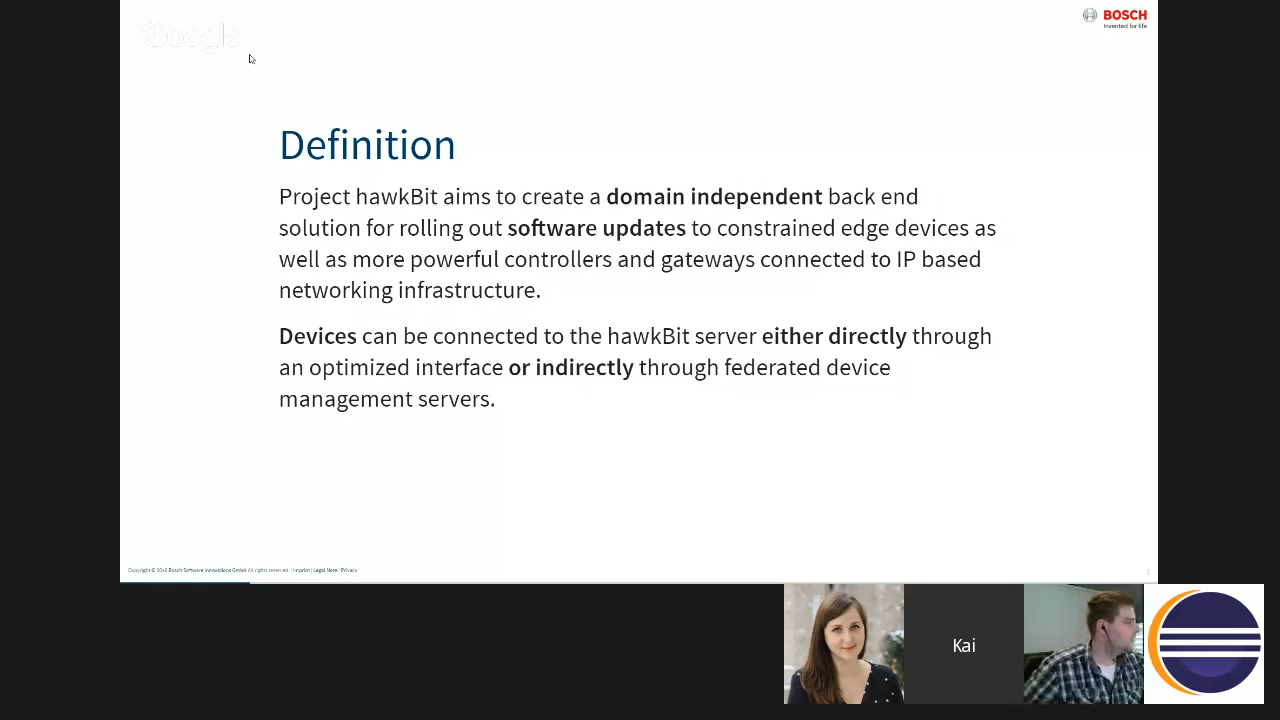 Google
BOSCH
Invented for life
Definition
Project hawkBit aims to create a domain independent back end
solution for rolling out software updates to constrained edge devices as
well as more powerful controllers and gateways connected to IP based
networking infrastructure.
Devices can be connected to the hawkBit server either directly through
an optimized interface or indirectly through federated device
management servers.
Copyright © 2016 Bosch Software Innovations GmbH All rights reserved. | Imprint | Legal Note | Privacy
Kai